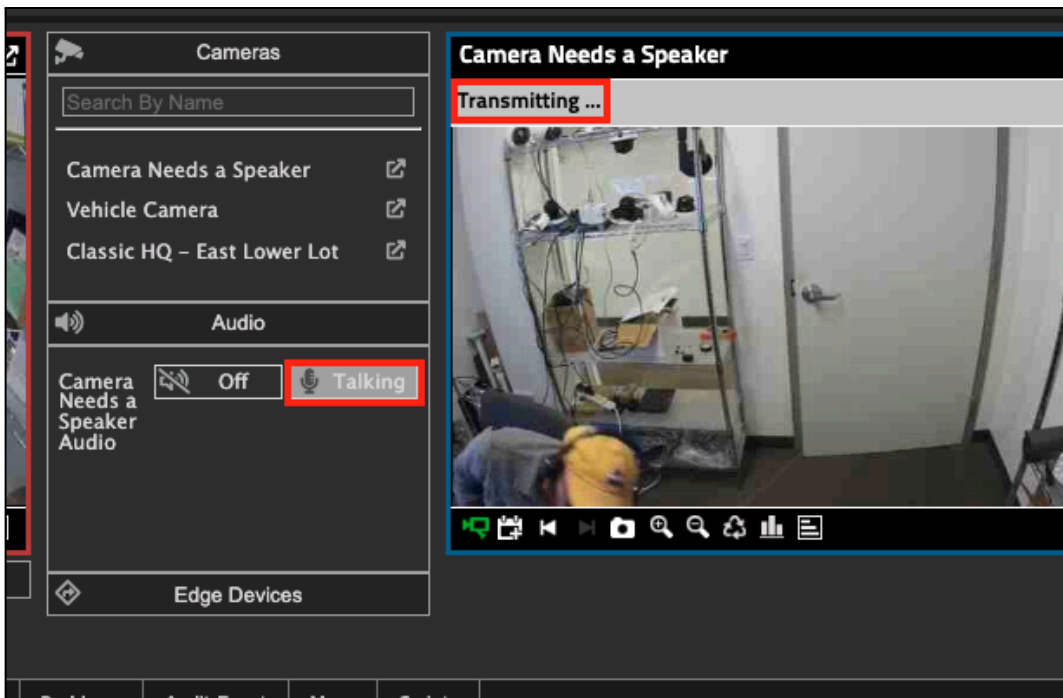 Cameras
Search By Name
Camera Needs a Speaker
Vehicle Camera
Classic HQ – East Lower Lot
Audio
Camera
Needs a
Speaker
Audio
Off
Talking
Edge Devices
Camera Needs a Speaker
Transmitting ...